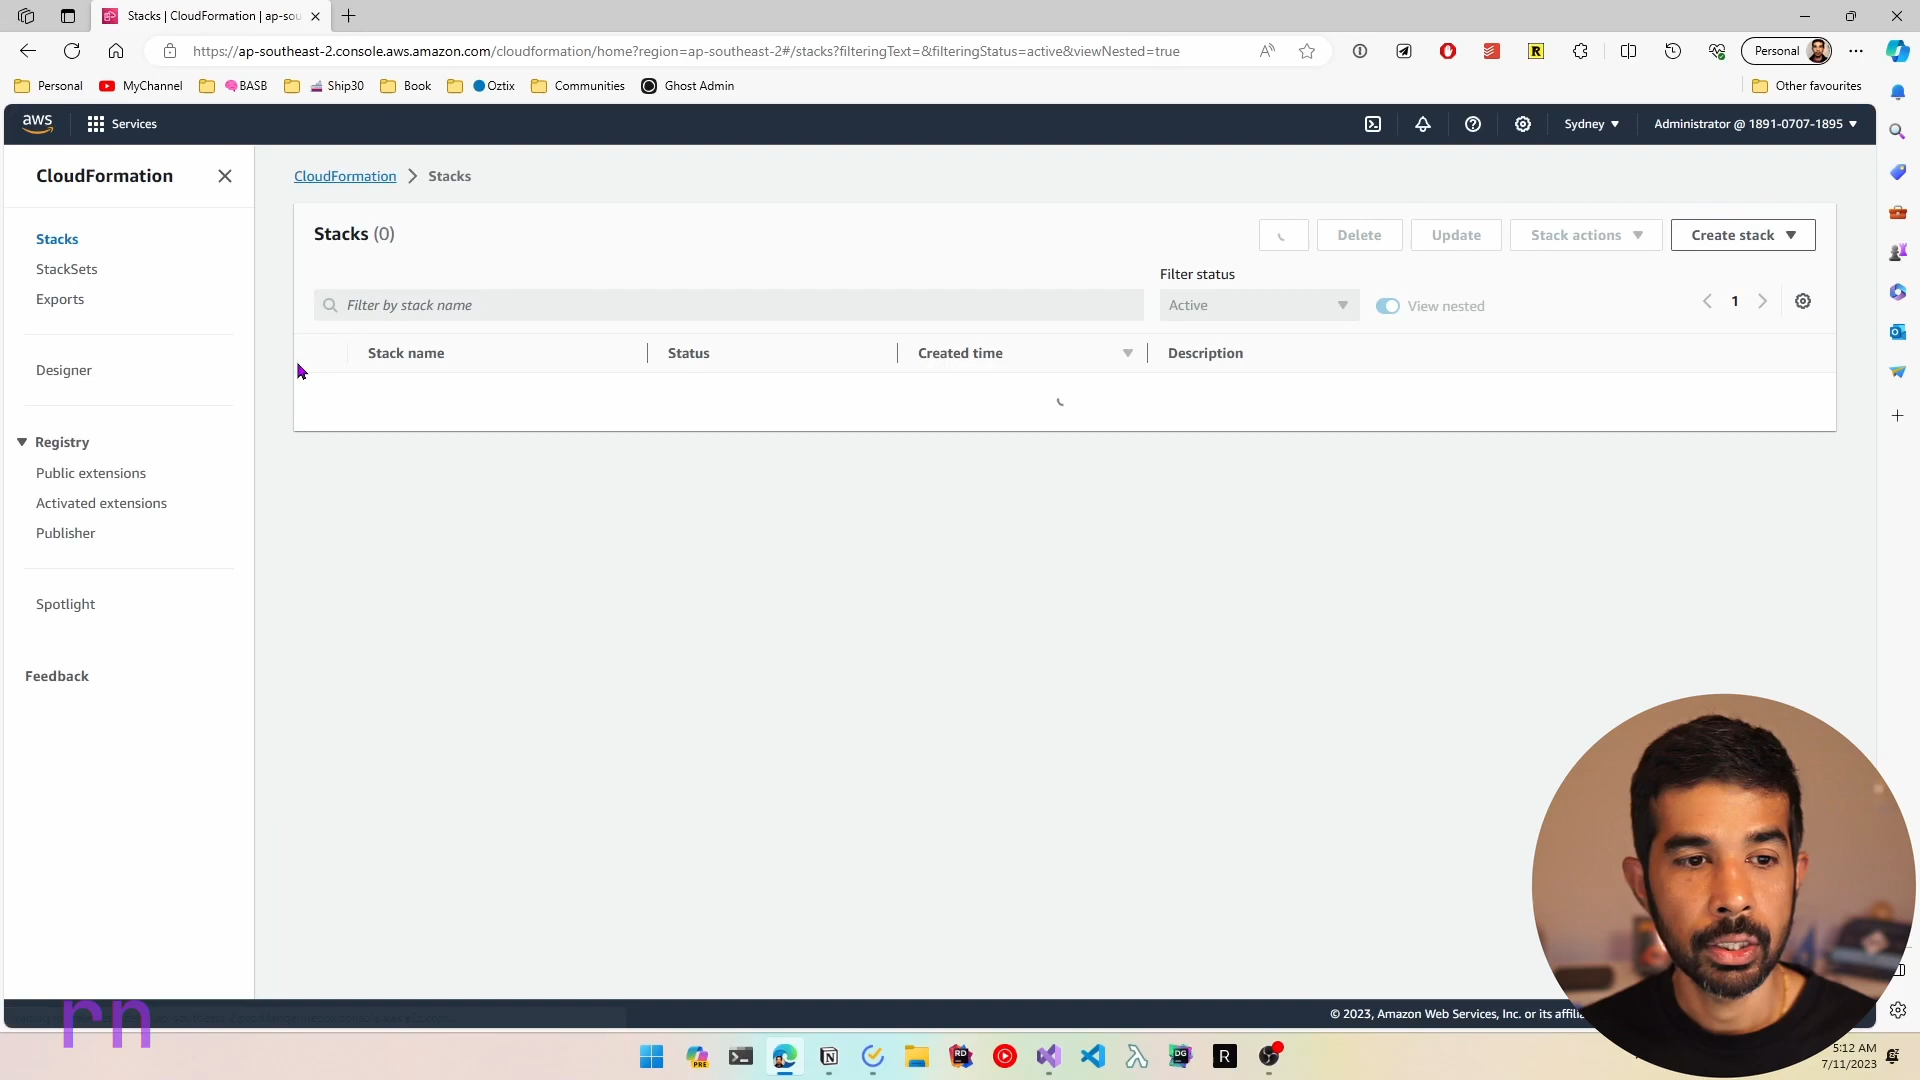 Stacks | CloudFormation | ap-sou
https://ap-southeast-2.console.aws.amazon.com/cloudformation/home?region=ap-southeast-2#/stacks?filteringText=&filteringStatus=active&viewNested=true
Personal
Personal
MyChannel
BASB
Ship30
Book
Oztix
Communities
Ghost Admin
Other favourites
aws
Services
Sydney
Administrator @ 1891-0707-1895
CloudFormation
CloudFormation
Stacks
Stacks
StackSets
Exports
Designer
Registry
Public extensions
Activated extensions
Publisher
Spotlight
Feedback
Stacks (0)
Delete
Update
Stack actions
Create stack
Filter status
Filter by stack name
Active
View nested
1
Stack name
Status
Created time
Description
© 2023, Amazon Web Services, Inc. or its affilia
rn
PRE
N
RD
DG
R
5:12 AM
7/11/2023